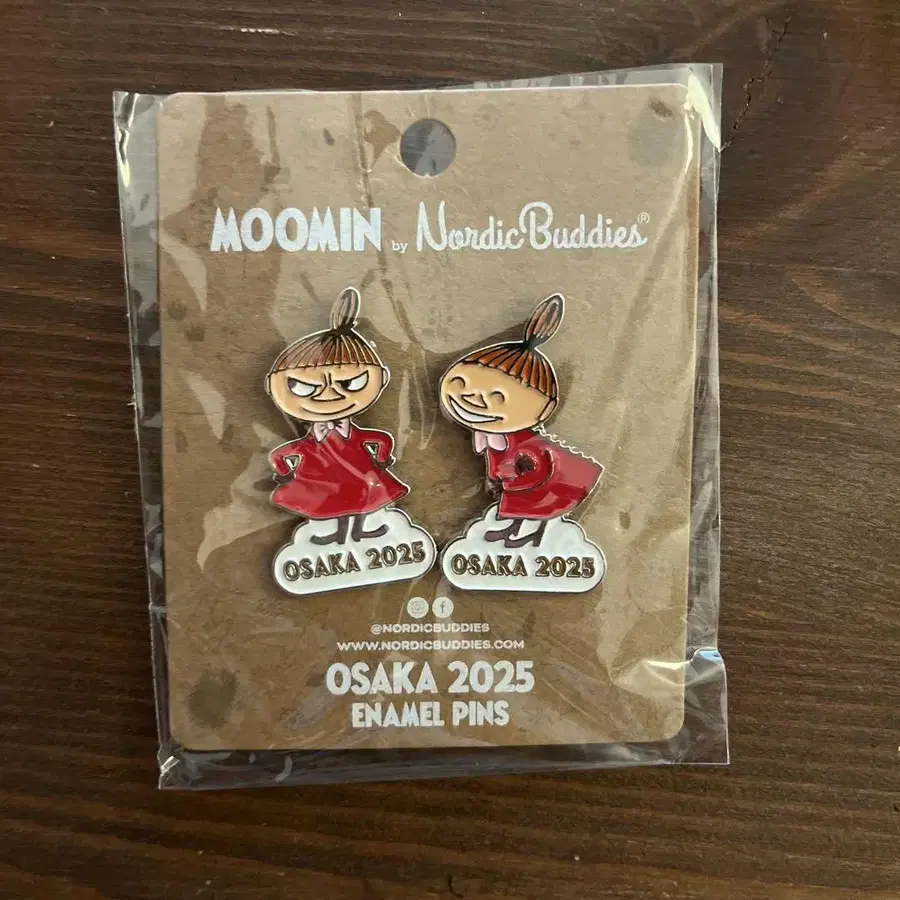 MOOMIN by NordicBuddies®
OSAKA 2025
OSAKA 2025
@NORDICBUDDIES
WWW.NORDICBUDDIES.COM
OSAKA 2025
ENAMEL PINS